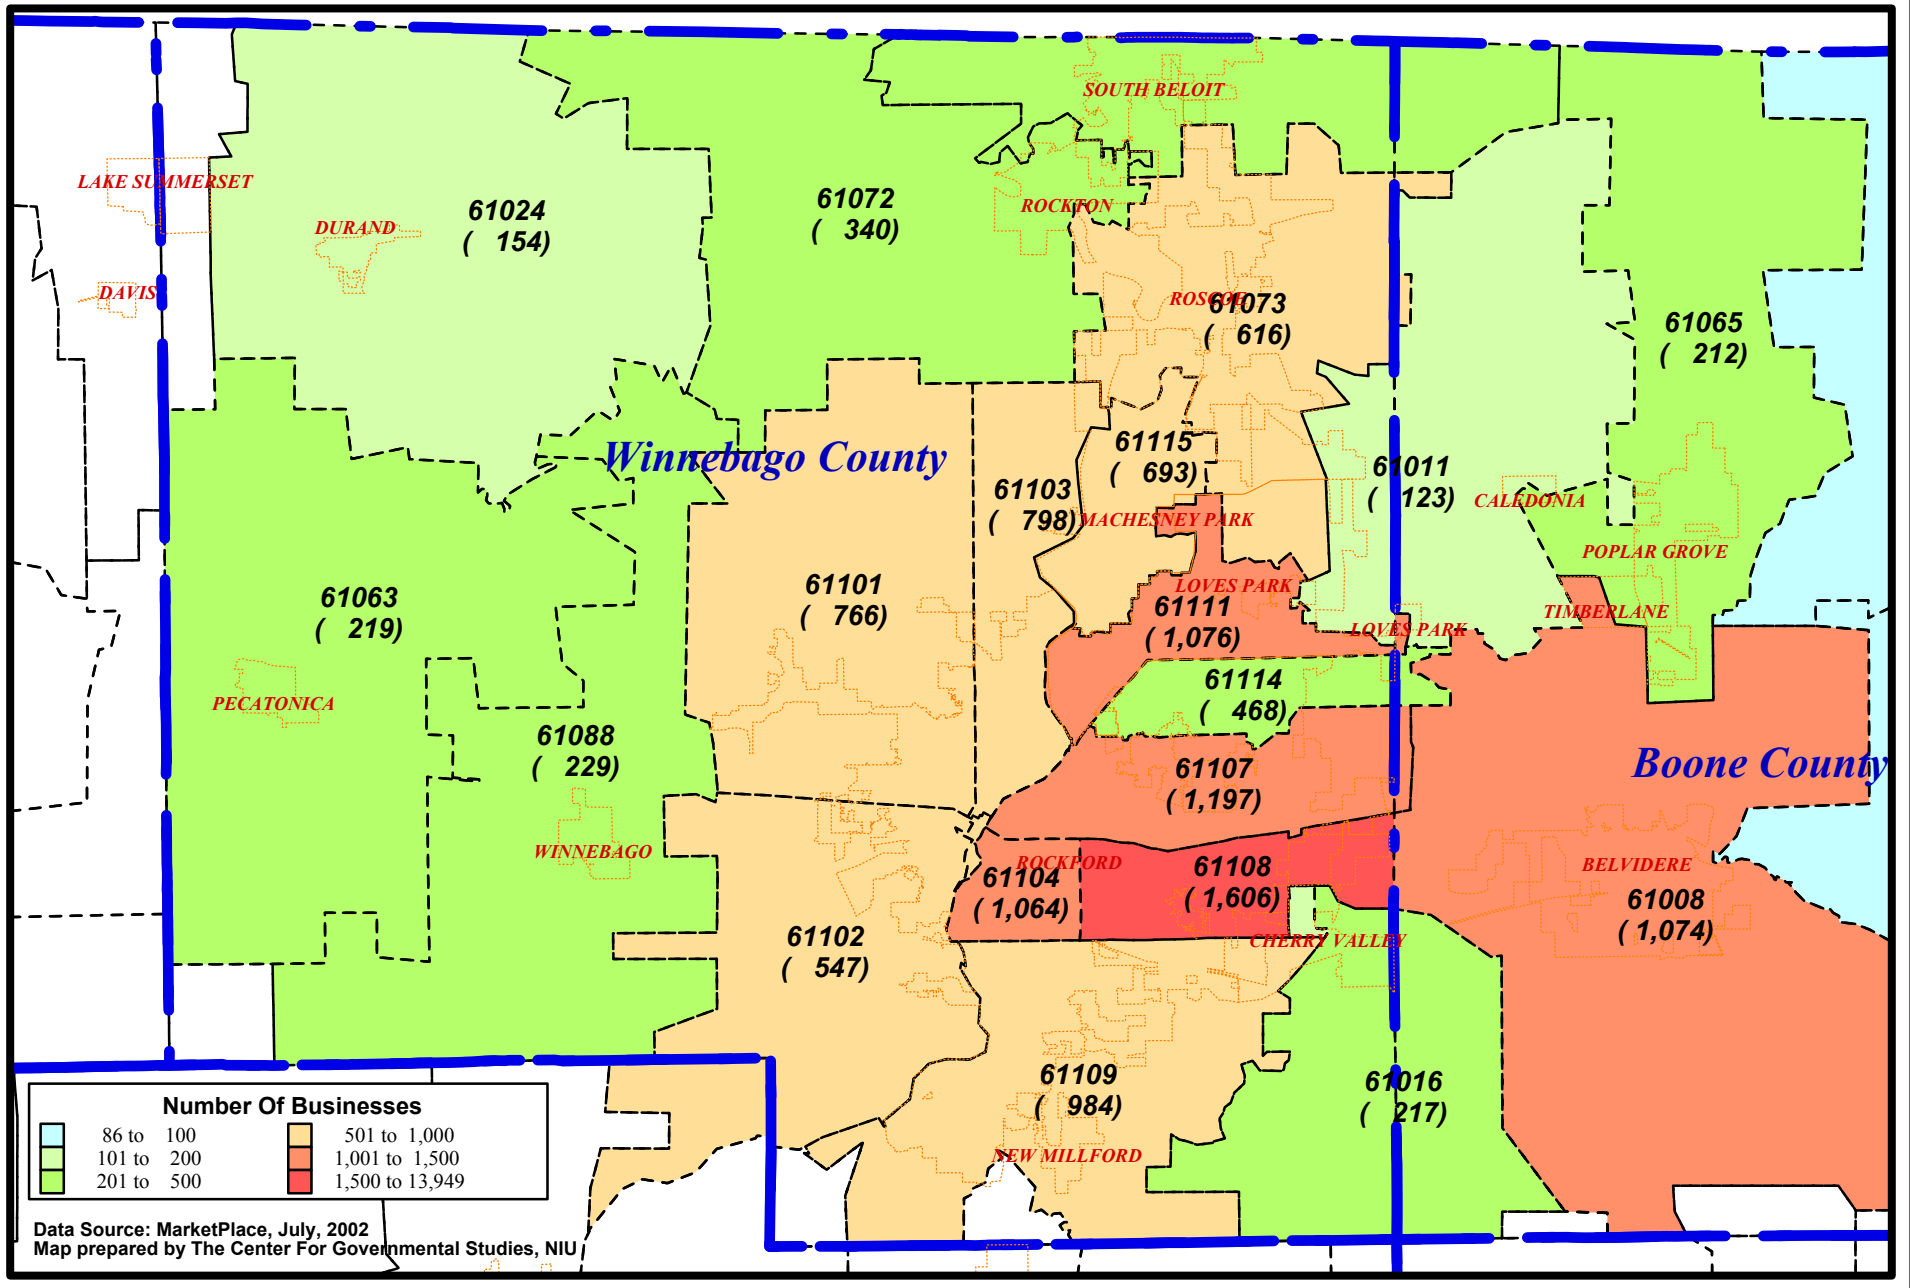 SOUTH BELOIT
LAKE SUMMERSET
61024
( 154)
61072
( 340)
ROCKTON
DURAND
DAVIS
ROSCOE
61073
( 616)
61065
( 212)
Winnebago County
61115
( 693)
61103
( 798)
61011
( 123)
CALEDONIA
MACHESNEY PARK
POPLAR GROVE
61063
( 219)
61101
( 766)
LOVES PARK
61111
( 1,076)
LOVES PARK
TIMBERLANE
PECATONICA
61114
( 468)
61088
( 229)
61107
( 1,197)
Boone County
WINNEBAGO
ROCKFORD
61104
( 1,064)
61108
( 1,606)
BELVIDERE
61008
( 1,074)
61102
( 547)
CHERRY VALLEY
61109
( 984)
61016
( 217)
NEW MILLFORD
Number Of Businesses
86 to 100
101 to 200
201 to 500
501 to 1,000
1,001 to 1,500
1,500 to 13,949
Data Source: MarketPlace, July, 2002
Map prepared by The Center For Governmental Studies, NIU